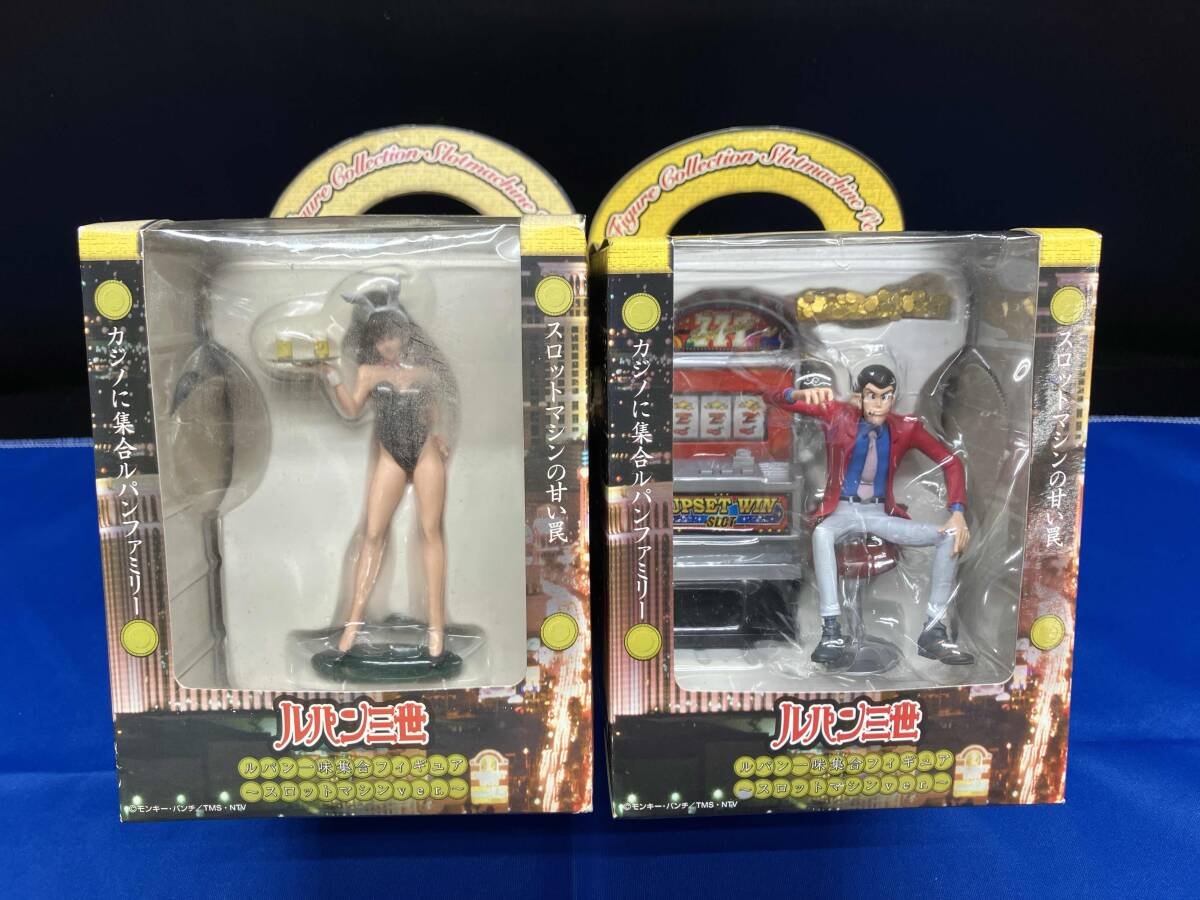 Figure Collection Slotmachine
カジノに集合ルパンファミリー
スロットマシンの甘い罠
ルパン三世
ルパン一味集合フィギュア
～スロットマシンver.～
©モンキー・パンチ/TMS・NTV
Figure Collection Slotmachine
カジノに集合ルパンファミリー
スロットマシンの甘い罠
777
UPSET WIN
SLOT
ルパン三世
ルパン一味集合フィギュア
～スロットマシンver.～
©モンキー・パンチ/TMS・NTV